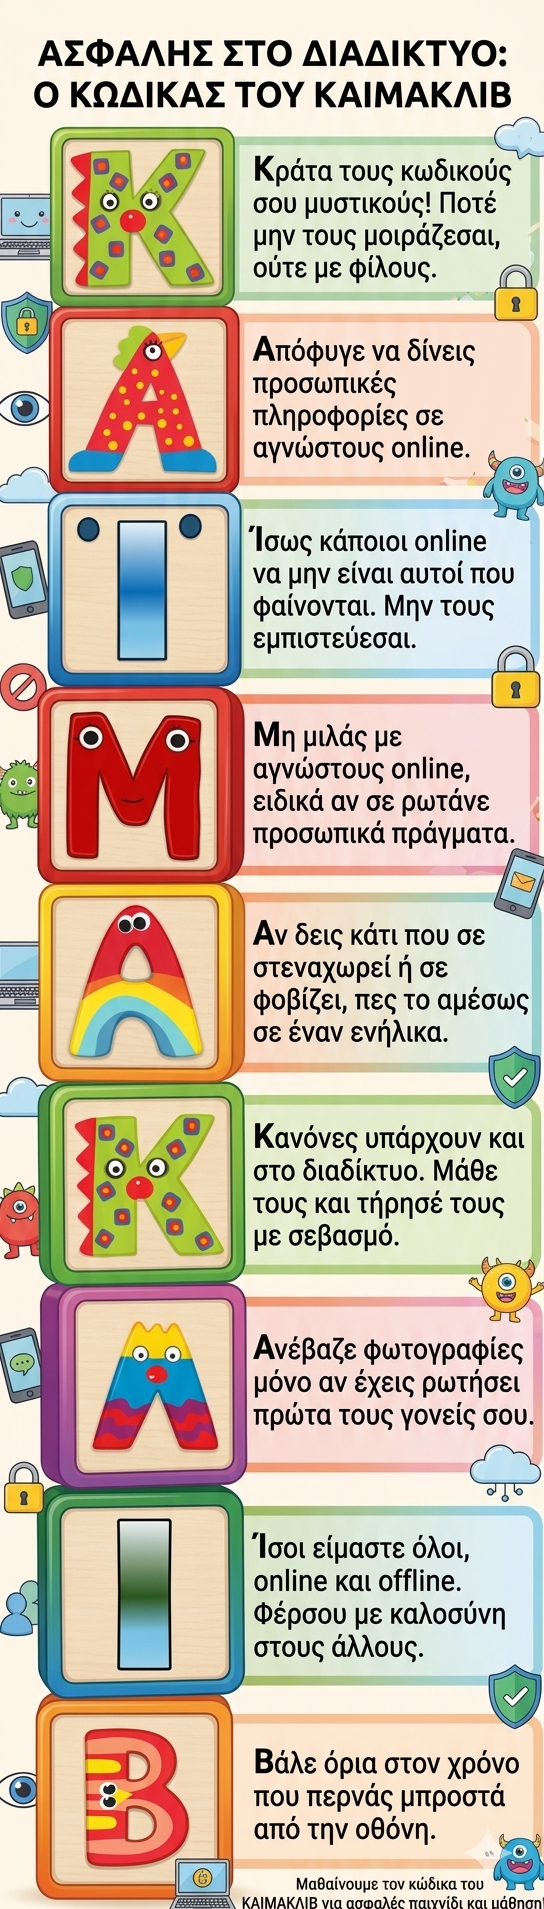 ΑΣΦΑΛΗΣ ΣΤΟ ΔΙΑΔΙΚΤΥΟ:
Ο ΚΩΔΙΚΑΣ ΤΟΥ ΚΑΙΜΑΚΛΙΒ
Κ
Κράτα τους κωδικούς
σου μυστικούς! Ποτέ
μην τους μοιράζεσαι,
ούτε με φίλους.
Α
Απόφυγε να δίνεις
προσωπικές
πληροφορίες σε
αγνώστους online.
Ϊ
Ίσως κάποιοι online
να μην είναι αυτοί που
φαίνονται. Μην τους
εμπιστεύεσαι.
Μ
Μη μιλάς με
αγνώστους online,
ειδικά αν σε ρωτάνε
προσωπικά πράγματα.
Α
Αν δεις κάτι που σε
στεναχωρεί ή σε
φοβίζει, πες το αμέσως
σε έναν ενήλικα.
Κ
Κανόνες υπάρχουν και
στο διαδίκτυο. Μάθε
τους και τήρησέ τους
με σεβασμό.
Λ
Ανέβαζε φωτογραφίες
μόνο αν έχεις ρωτήσει
πρώτα τους γονείς σου.
Ι
Ίσοι είμαστε όλοι,
online και offline.
Φέρσου με καλοσύνη
στους άλλους.
Β
Βάλε όρια στον χρόνο
που περνάς μπροστά
από την οθόνη.
Μαθαίνουμε τον κώδικα του
ΚΑΙΜΑΚΛΙΒ για ασφαλές παιχνίδι και μάθηση!